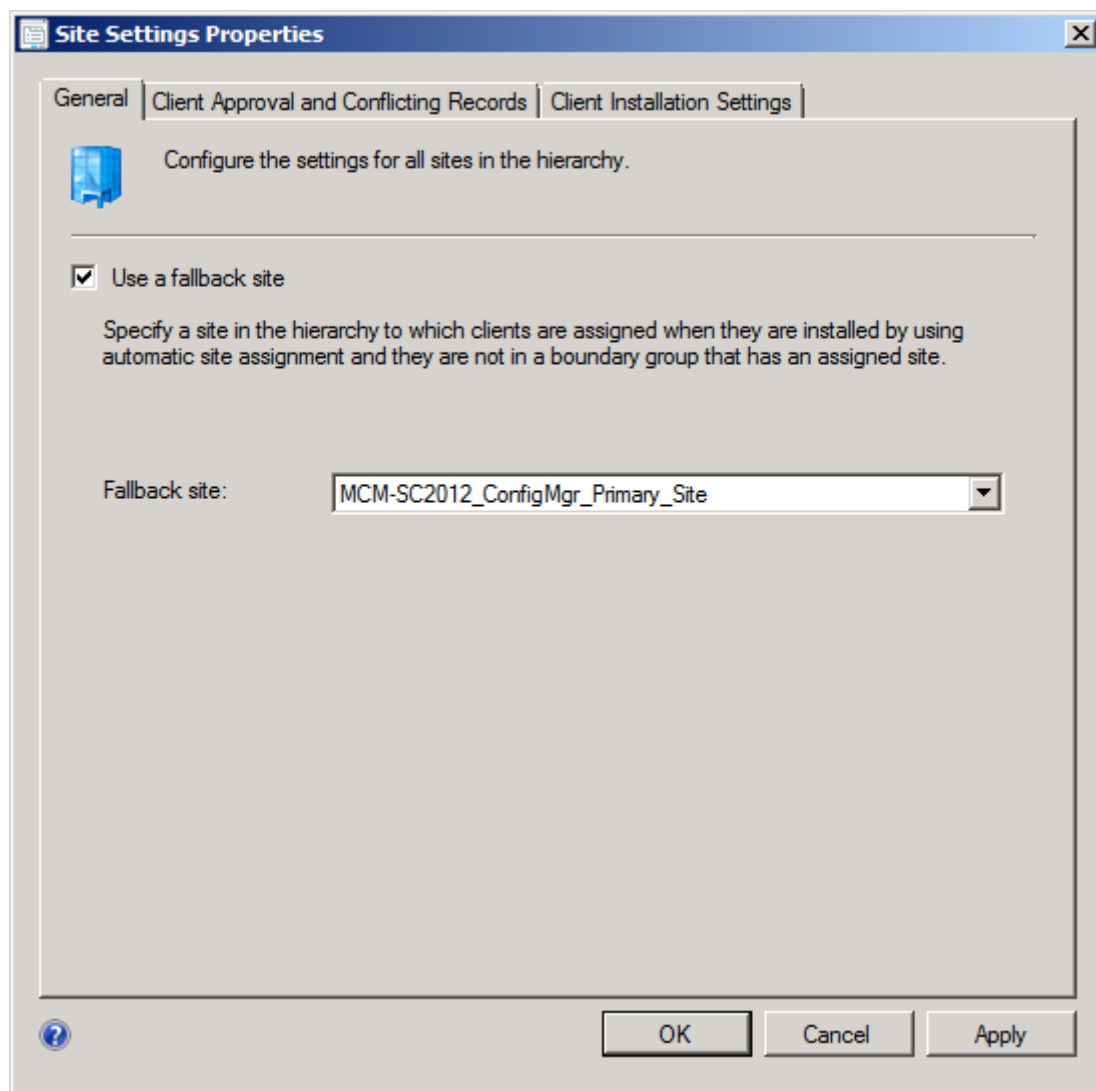 Site Settings Properties
General
Client Approval and Conflicting Records
Client Installation Settings
Configure the settings for all sites in the hierarchy.
Use a fallback site
Specify a site in the hierarchy to which clients are assigned when they are installed by using
automatic site assignment and they are not in a boundary group that has an assigned site.
Fallback site:
MCM-SC2012_ConfigMgr_Primary_Site
OK
Cancel
Apply